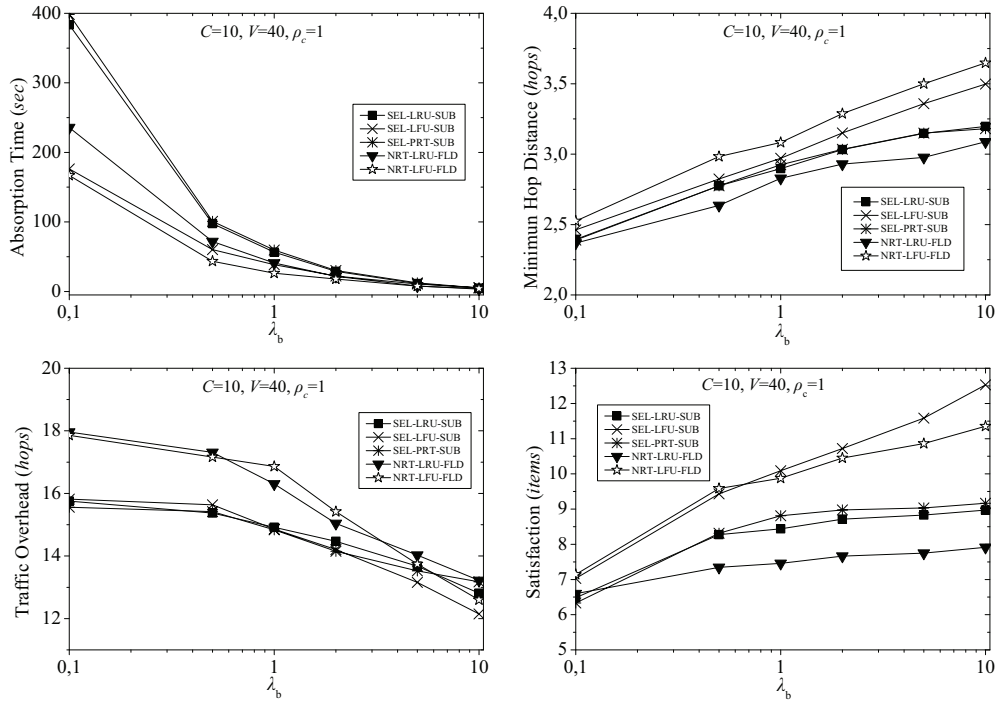 C=10, V=40, ρc=1
Absorption Time (sec)
400
300
200
100
0
SEL-LRU-SUB
SEL-LFU-SUB
SEL-PRT-SUB
NRT-LRU-FLD
NRT-LFU-FLD
0,1
1
10
λb
C=10, V=40, ρc=1
Minimun Hop Distance (hops)
4,0
3,5
3,0
2,5
2,0
SEL-LRU-SUB
SEL-LFU-SUB
SEL-PRT-SUB
NRT-LRU-FLD
NRT-LFU-FLD
0,1
1
10
λb
C=10, V=40, ρc=1
Traffic Overhead (hops)
20
18
16
14
12
SEL-LRU-SUB
SEL-LFU-SUB
SEL-PRT-SUB
NRT-LRU-FLD
NRT-LFU-FLD
0,1
1
10
λb
C=10, V=40, ρc=1
Satisfaction (items)
13
12
11
10
9
8
7
6
5
SEL-LRU-SUB
SEL-LFU-SUB
SEL-PRT-SUB
NRT-LRU-FLD
NRT-LFU-FLD
0,1
1
10
λb